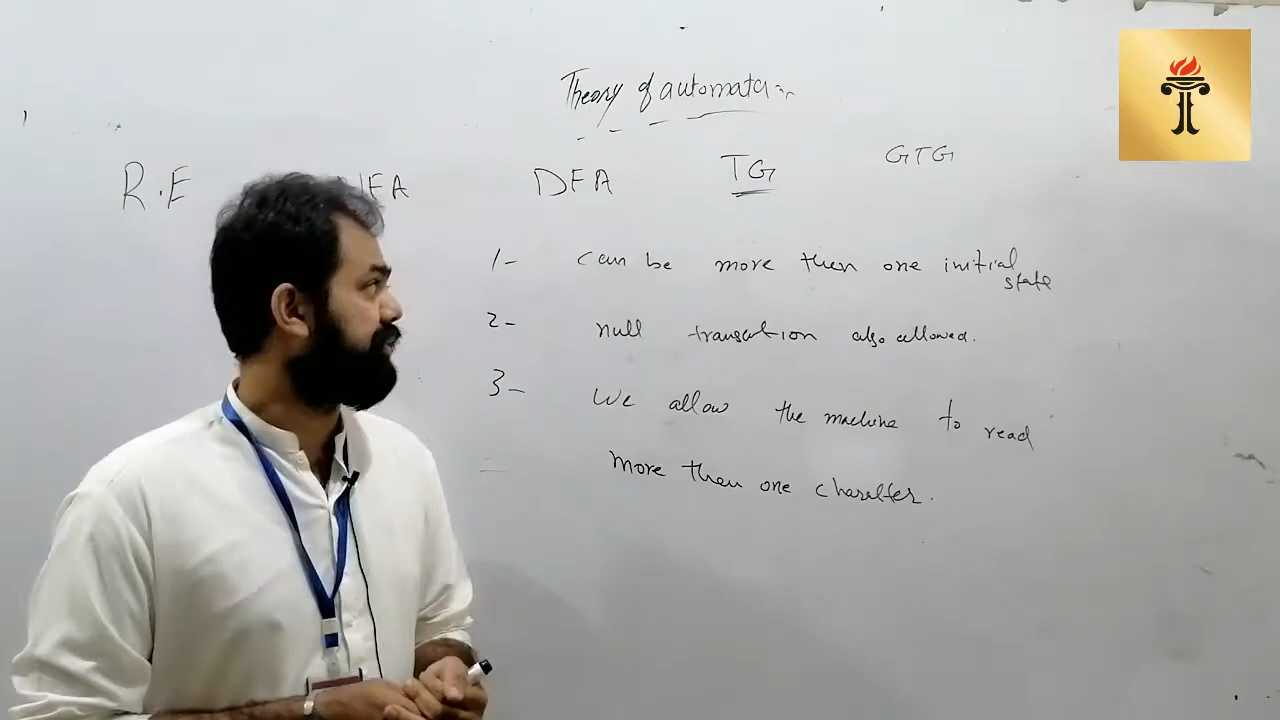 Theory of automata
R.E NFA DFA TG GTG
1- can be more then one initial
state
2- null transation also allowed.
3- We allow the machine to read
more then one charelter.